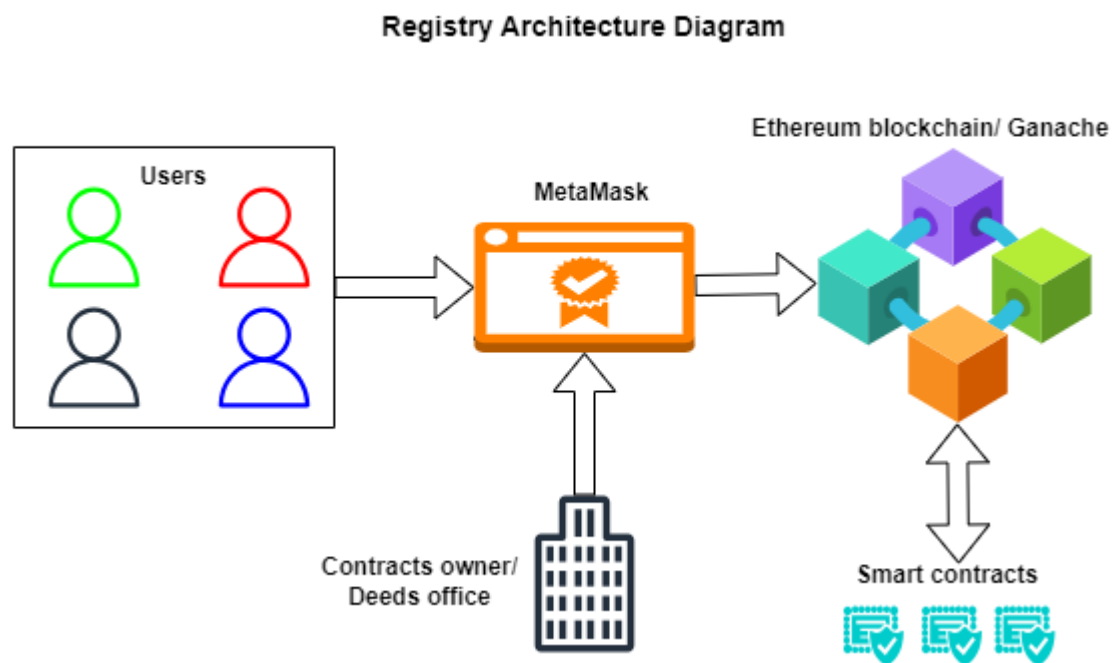 Registry Architecture Diagram
Ethereum blockchain/ Ganache
Users
MetaMask
Contracts owner/
Deeds office
Smart contracts